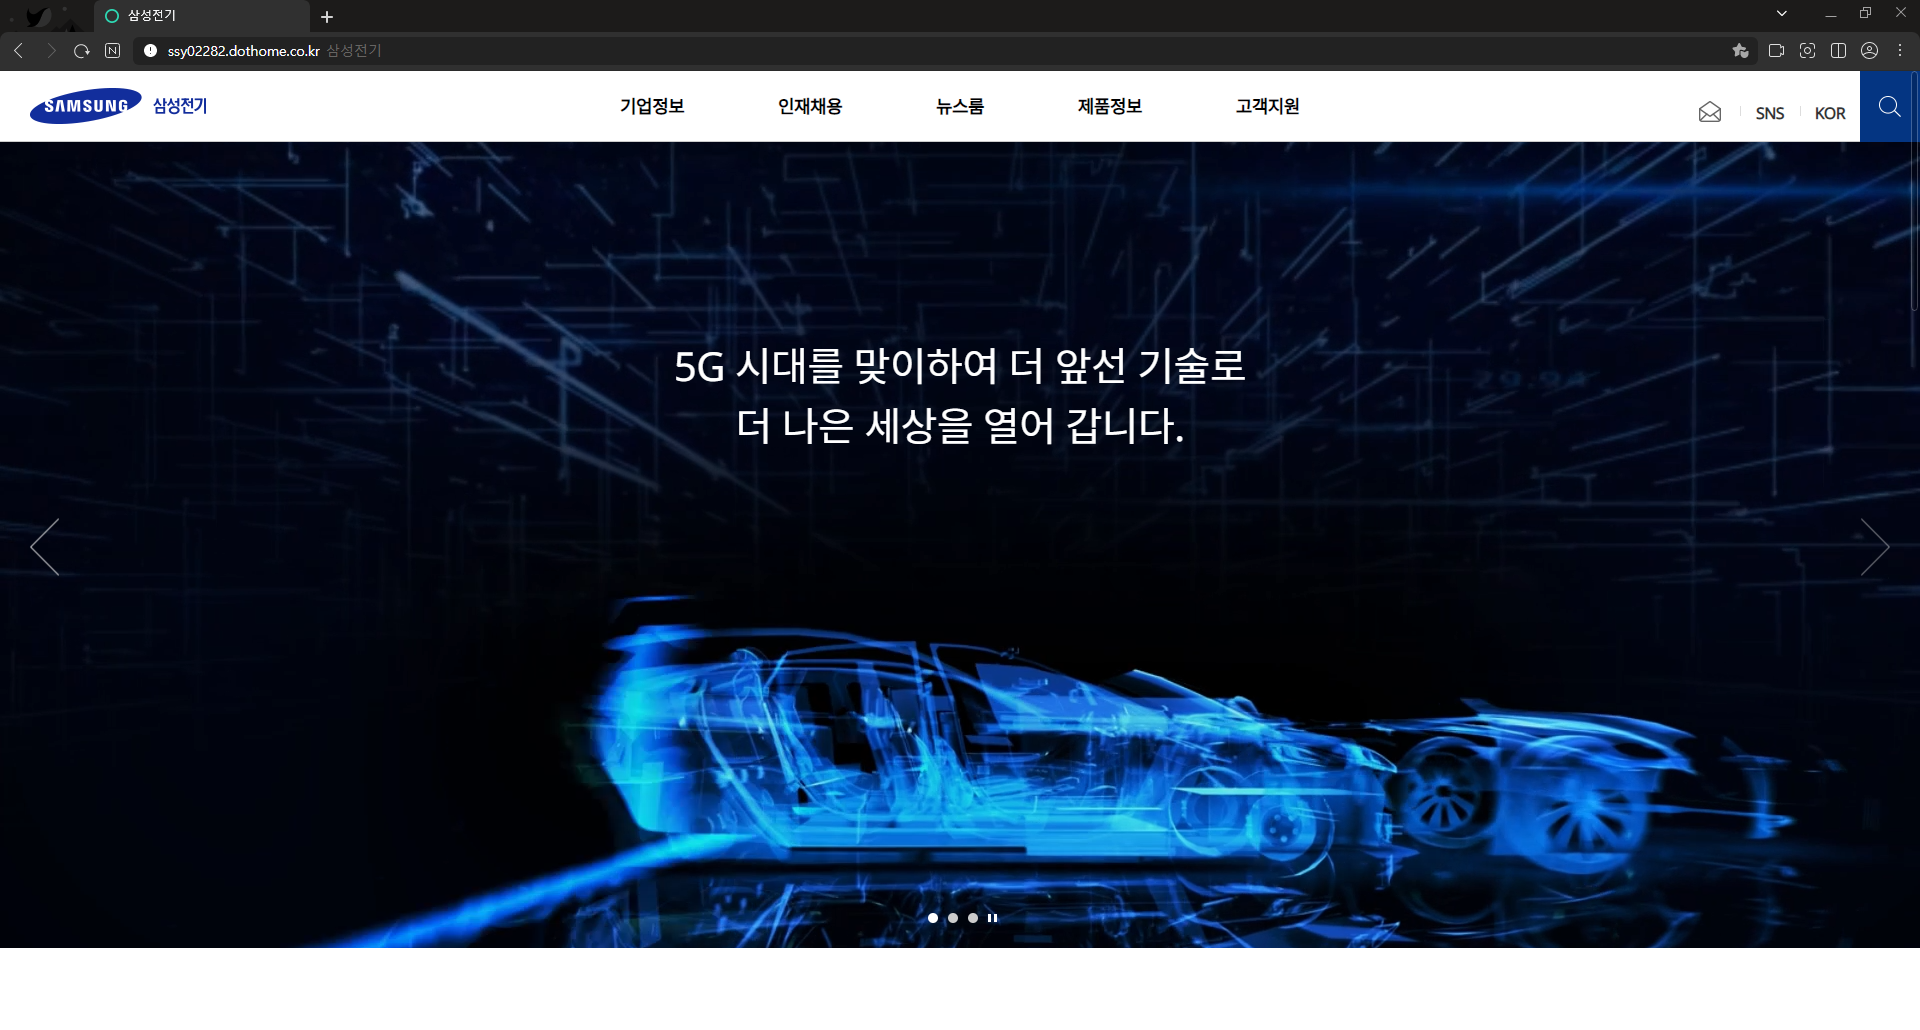 삼성전기
ssy02282.dothome.co.kr 삼성전기
SAMSUNG 삼성전기
기업정보 인재채용 뉴스룸 제품정보 고객지원
SNS KOR
5G 시대를 맞이하여 더 앞선 기술로
더 나은 세상을 열어 갑니다.